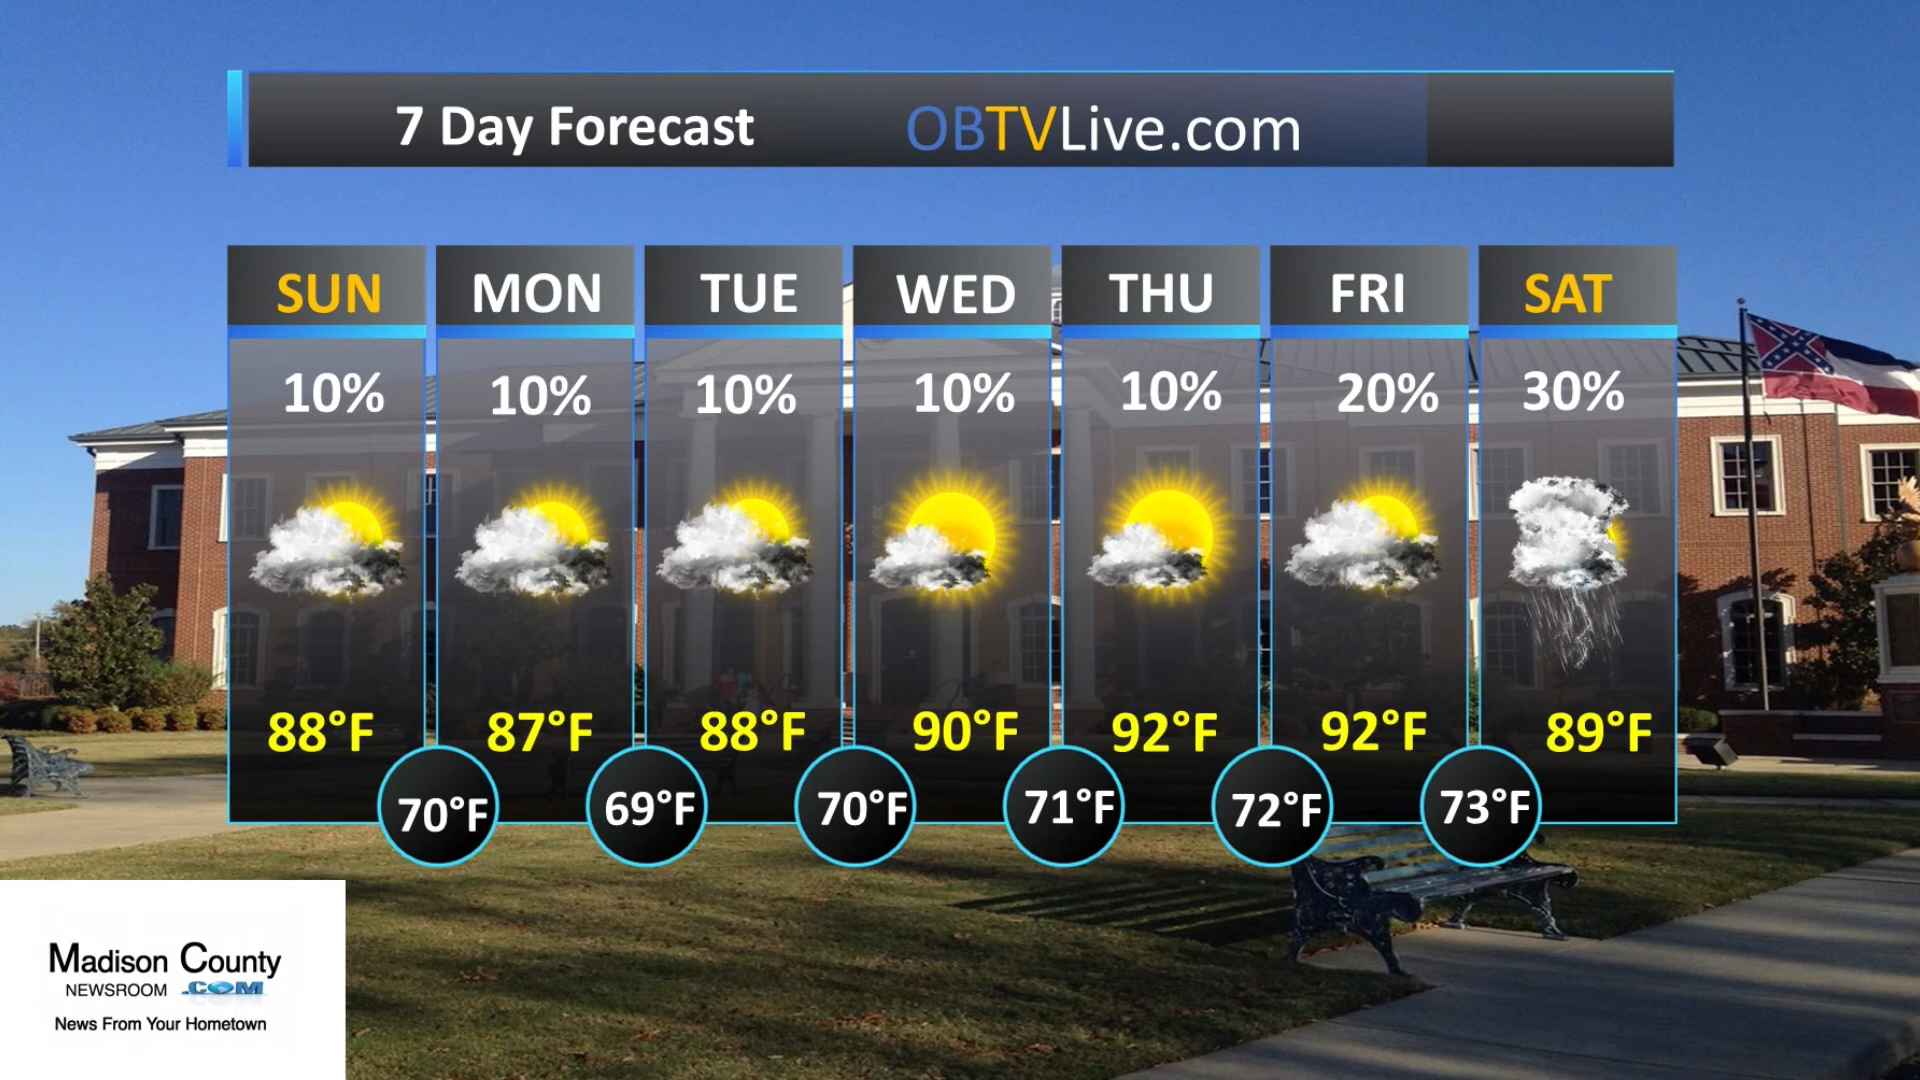 7 Day Forecast OBTVLive.com
SUN MON TUE WED THU FRI SAT
10% 10% 10% 10% 10% 20% 30%
88°F 87°F 88°F 90°F 92°F 92°F 89°F
70°F 69°F 70°F 71°F 72°F 73°F
Madison County
NEWSROOM .COM
News From Your Hometown